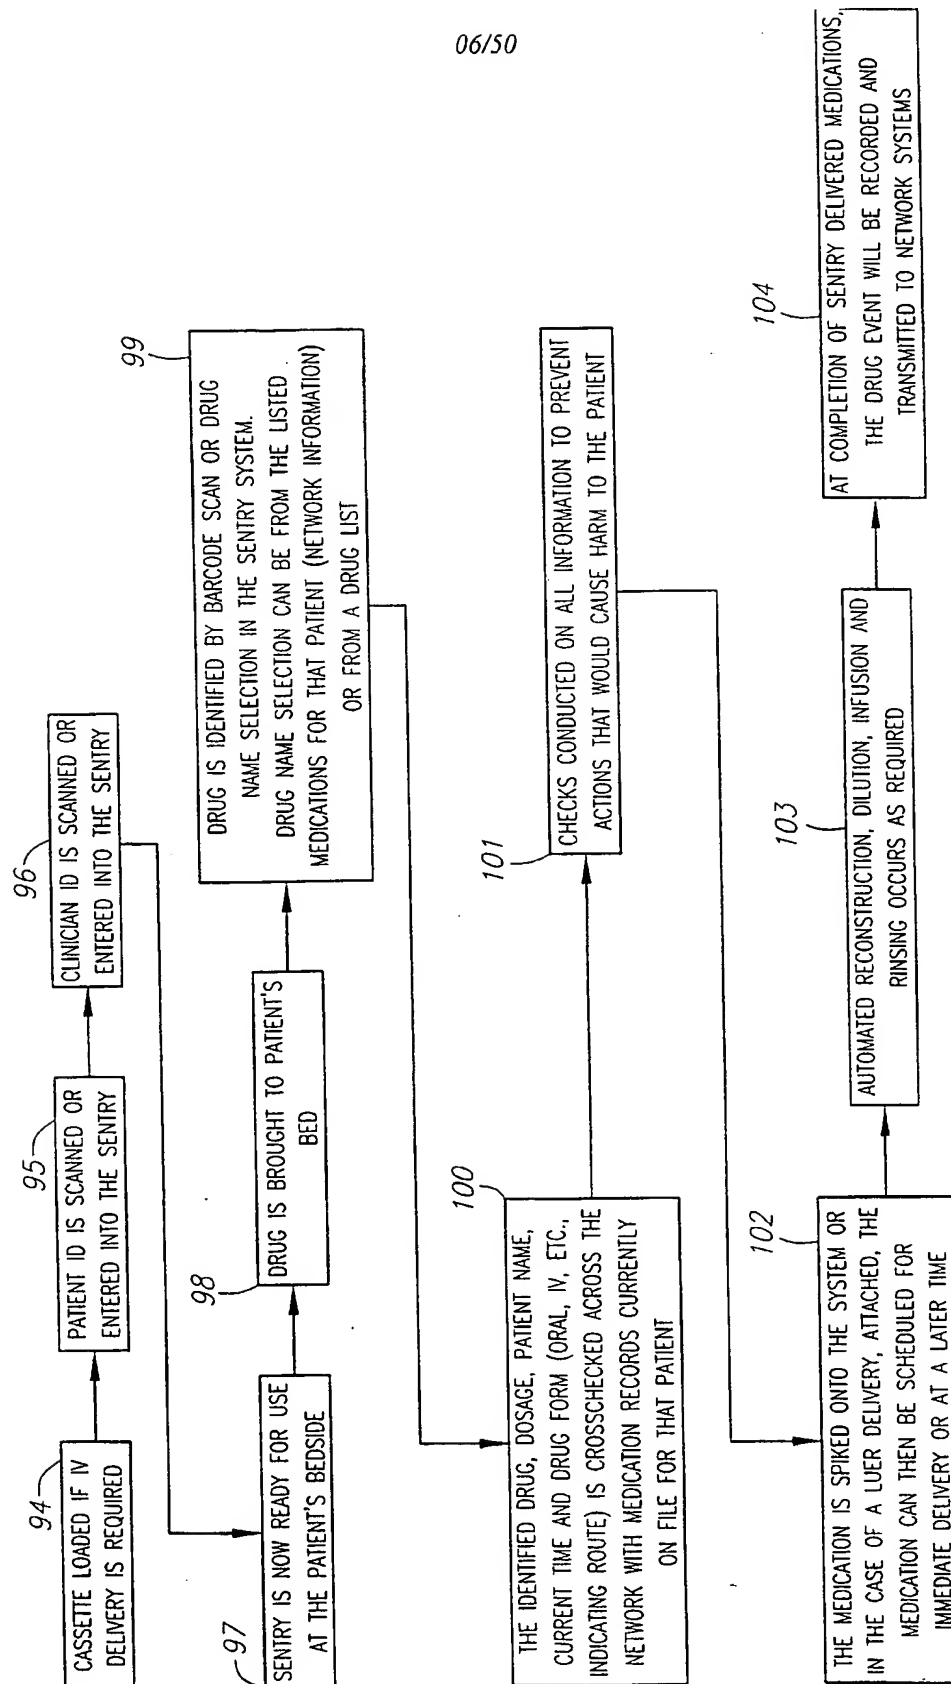 06/50
94
CASSETTE LOADED IF IV
DELIVERY IS REQUIRED
95
PATIENT ID IS SCANNED OR
ENTERED INTO THE SENTRY
96
CLINICIAN ID IS SCANNED OR
ENTERED INTO THE SENTRY
97
SENTRY IS NOW READY FOR USE
AT THE PATIENT'S BEDSIDE
98
DRUG IS BROUGHT TO PATIENT'S
BED
99
DRUG IS IDENTIFIED BY BARCODE SCAN OR DRUG
NAME SELECTION IN THE SENTRY SYSTEM.
DRUG NAME SELECTION CAN BE FROM THE LISTED
MEDICATIONS FOR THAT PATIENT (NETWORK INFORMATION)
OR FROM A DRUG LIST
100
THE IDENTIFIED DRUG, DOSAGE, PATIENT NAME,
CURRENT TIME AND DRUG FORM (ORAL, IV, ETC.,
INDICATING ROUTE) IS CROSSCHECKED ACROSS THE
NETWORK WITH MEDICATION RECORDS CURRENTLY
ON FILE FOR THAT PATIENT
101
CHECKS CONDUCTED ON ALL INFORMATION TO PREVENT
ACTIONS THAT WOULD CAUSE HARM TO THE PATIENT
102
THE MEDICATION IS SPIKED ONTO THE SYSTEM OR
IN THE CASE OF A LUER DELIVERY, ATTACHED, THE
MEDICATION CAN THEN BE SCHEDULED FOR
IMMEDIATE DELIVERY OR AT A LATER TIME
103
AUTOMATED RECONSTRUCTION, DILUTION, INFUSION AND
RINSING OCCURS AS REQUIRED
104
AT COMPLETION OF SENTRY DELIVERED MEDICATIONS,
THE DRUG EVENT WILL BE RECORDED AND
TRANSMITTED TO NETWORK SYSTEMS